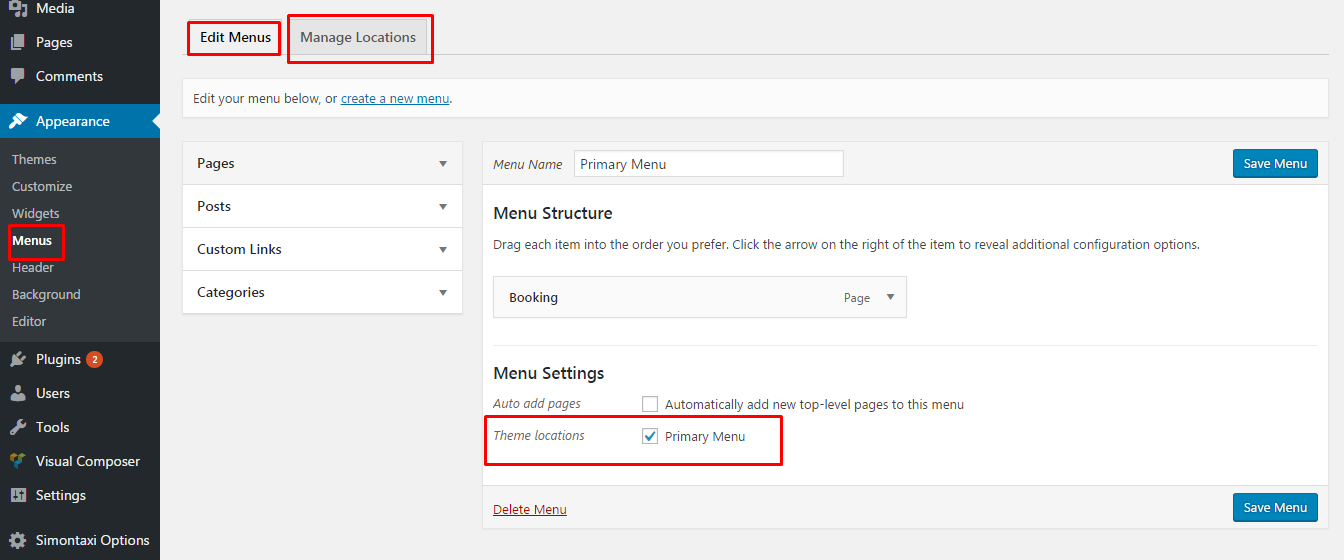 Media
Pages
Comments
Appearance
Themes
Customize
Widgets
Menus
Header
Background
Editor
Plugins 2
Users
Tools
Visual Composer
Settings
Simontaxi Options
Edit Menus
Manage Locations
Edit your menu below, or create a new menu.
Pages
Posts
Custom Links
Categories
Menu Name Primary Menu
Save Menu
Menu Structure
Drag each item into the order you prefer. Click the arrow on the right of the item to reveal additional configuration options.
Booking Page
Menu Settings
Auto add pages Automatically add new top-level pages to this menu
Theme locations Primary Menu
Delete Menu
Save Menu